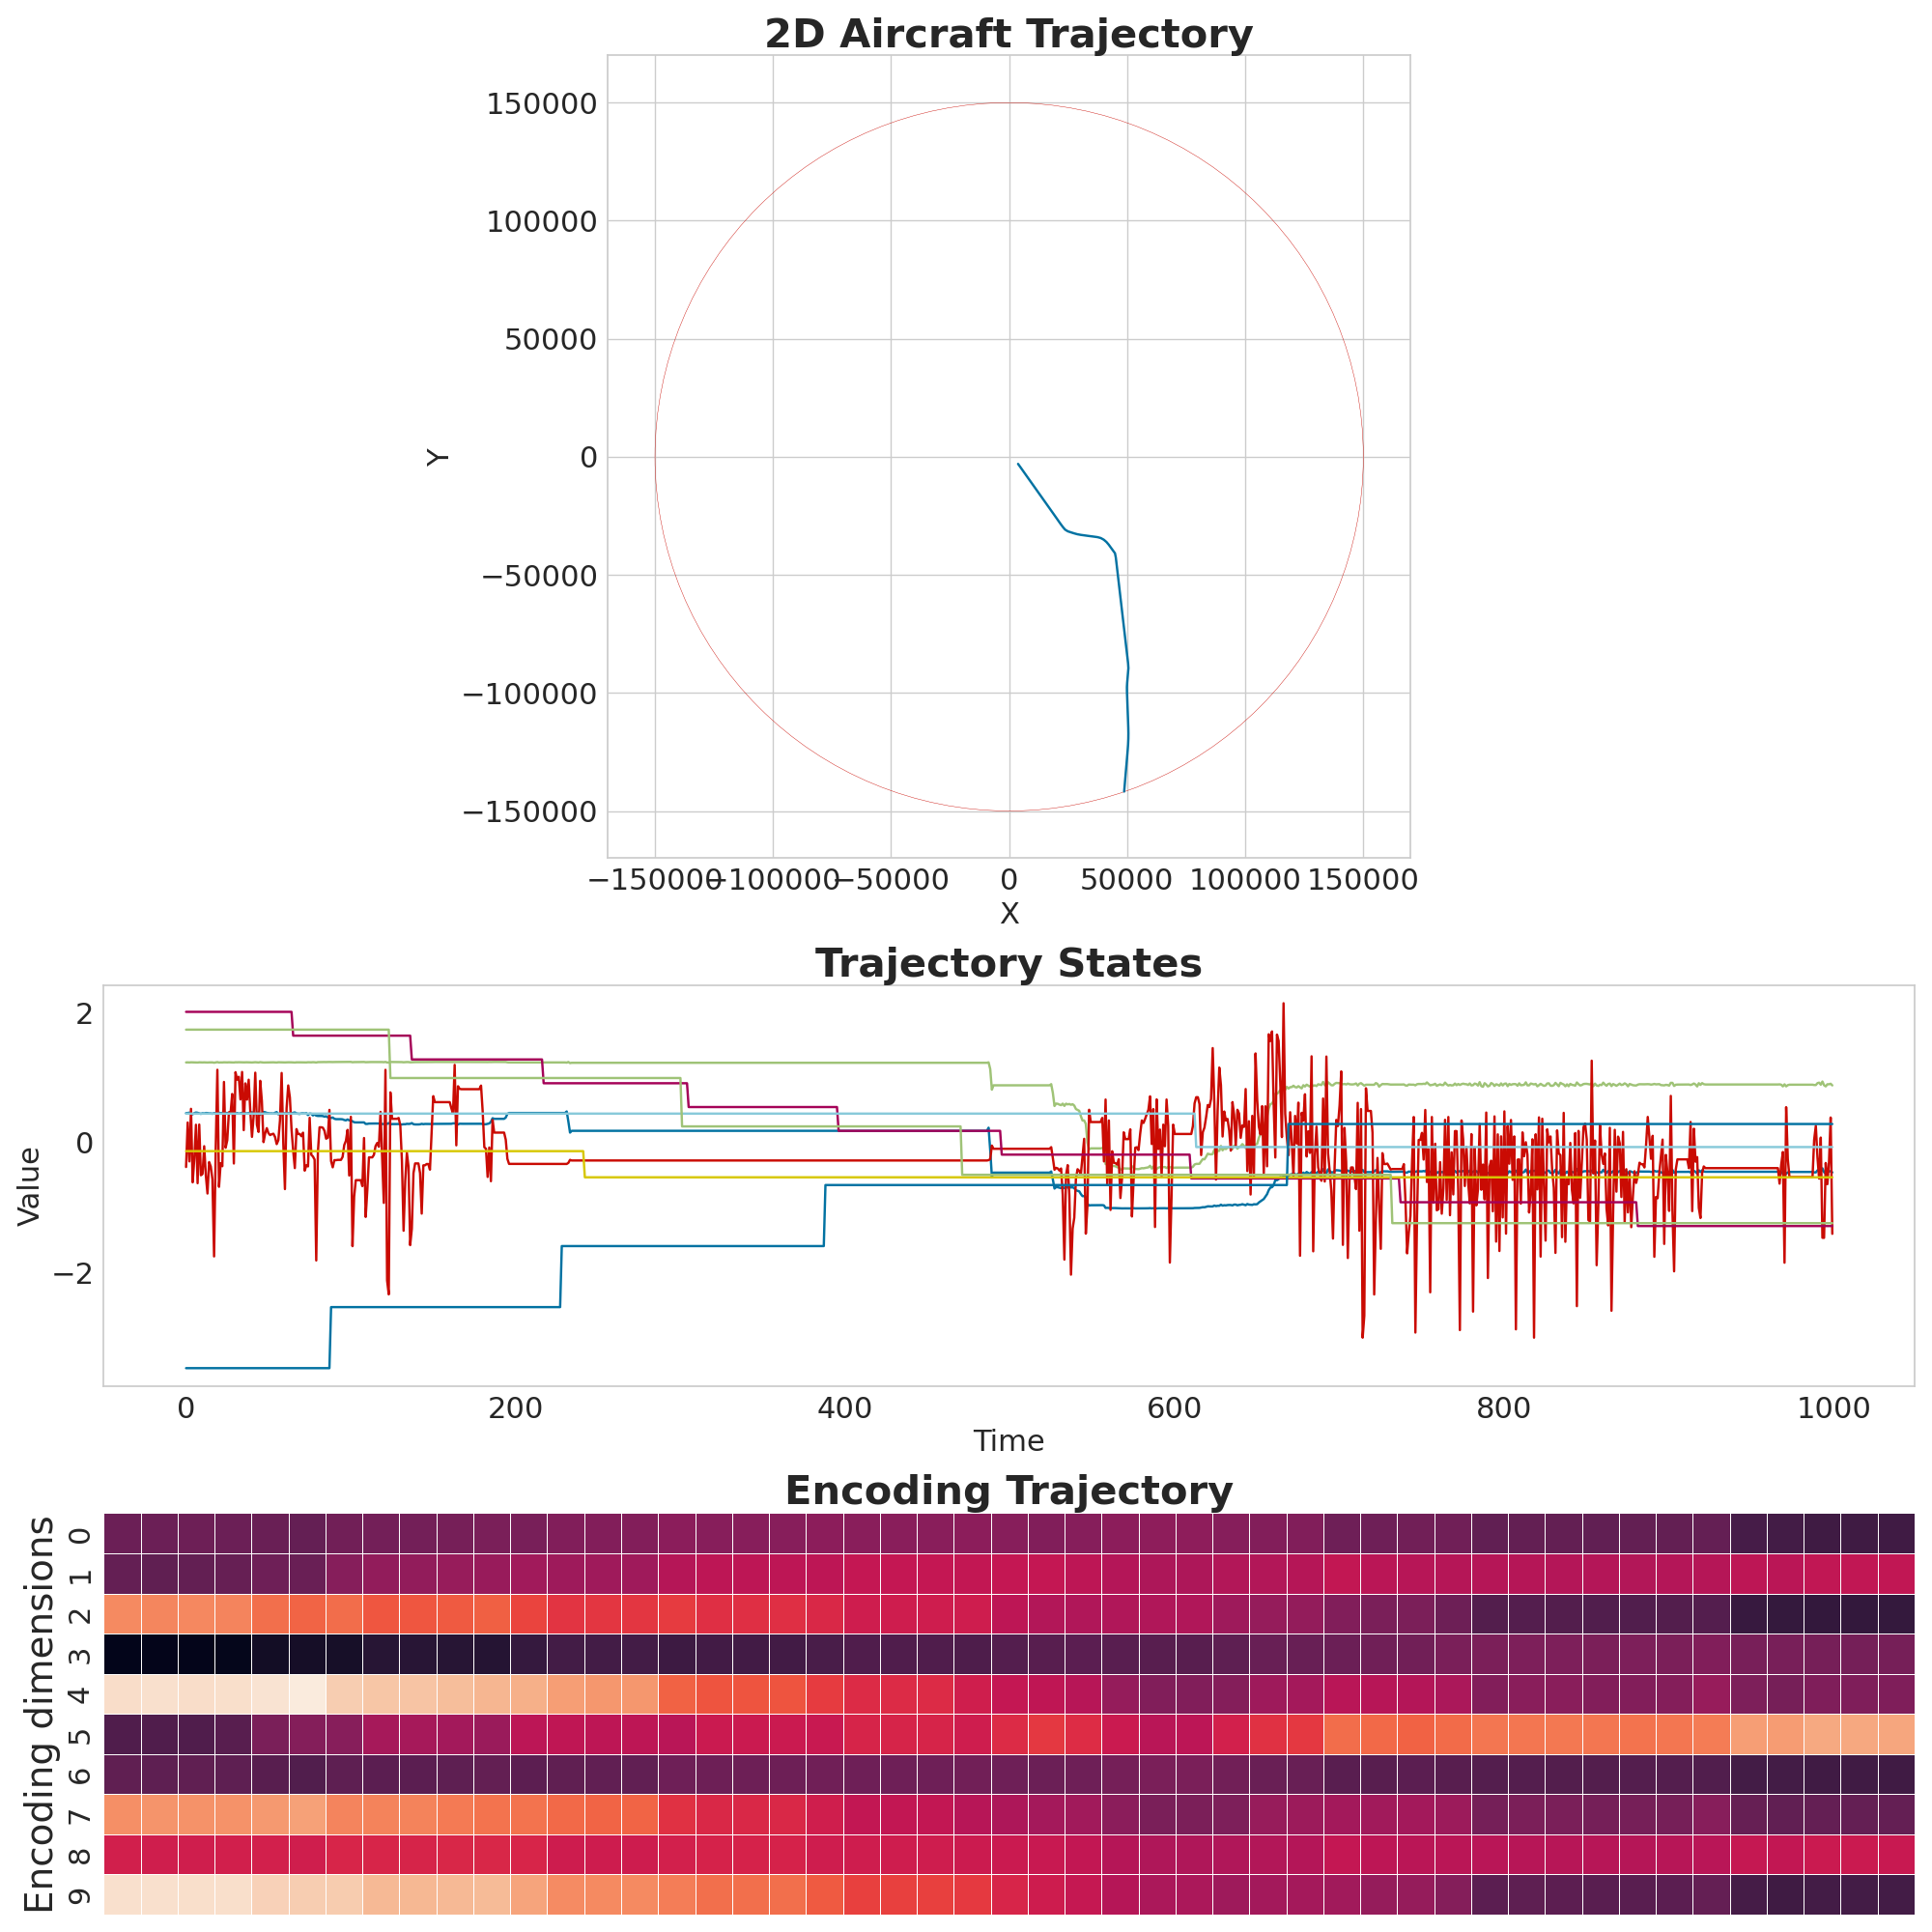 2D Aircraft Trajectory
150000
100000
50000
0
−50000
−100000
−150000
Y
−150000 −100000 −50000 0 50000 100000 150000
X
Trajectory States
2
0
−2
Value
0 200 400 600 800 1000
Time
Encoding Trajectory
Encoding dimensions
0
1
2
3
4
5
6
7
8
9